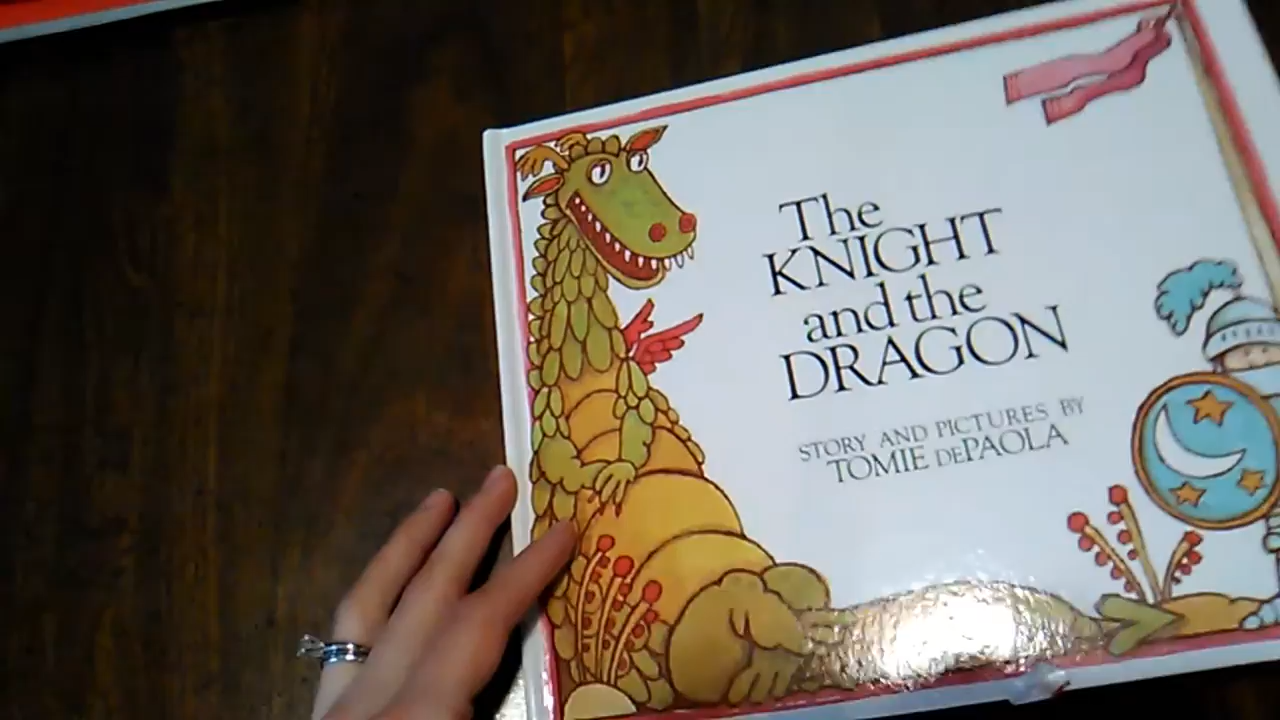 The
KNIGHT
and the
DRAGON
STORY AND PICTURES BY
TOMIE DEPAOLA